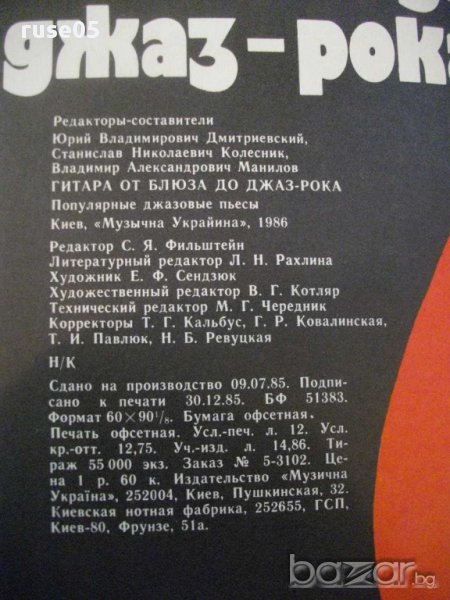 ruse05
джаз–рока
Редакторы-составители
Юрий Владимирович Дмитриевский,
Станислав Николаевич Колесник,
Владимир Александрович Манилов
ГИТАРА ОТ БЛЮЗА ДО ДЖАЗ-РОКА
Популярные джазовые пьесы
Киев, «Музычна Украйина», 1986
Редактор С. Я. Фильштейн
Литературный редактор Л. Н. Рахлина
Художник Е. Ф. Сендзюк
Художественный редактор В. Г. Котляр
Технический редактор М. Г. Чередник
Корректоры Т. Г. Кальбус, Г. Р. Ковалинская,
Т. И. Павлюк, Н. Б. Ревуцкая
Н/К
Сдано на производство 09.07.85. Подпи-
сано к печати 30.12.85. БФ 51383.
Формат 60×90¹/₈. Бумага офсетная.
Печать офсетная. Усл.-печ. л. 12. Усл.
кр.-отт. 12,75. Уч.-изд. л. 14,86. Ти-
раж 55 000 экз. Заказ № 5-3102. Це-
на 1 р. 60 к. Издательство «Музична
Україна», 252004, Киев, Пушкинская, 32.
Киевская нотная фабрика, 252655, ГСП,
Киев-80, Фрунзе, 51а.
bazar.bg